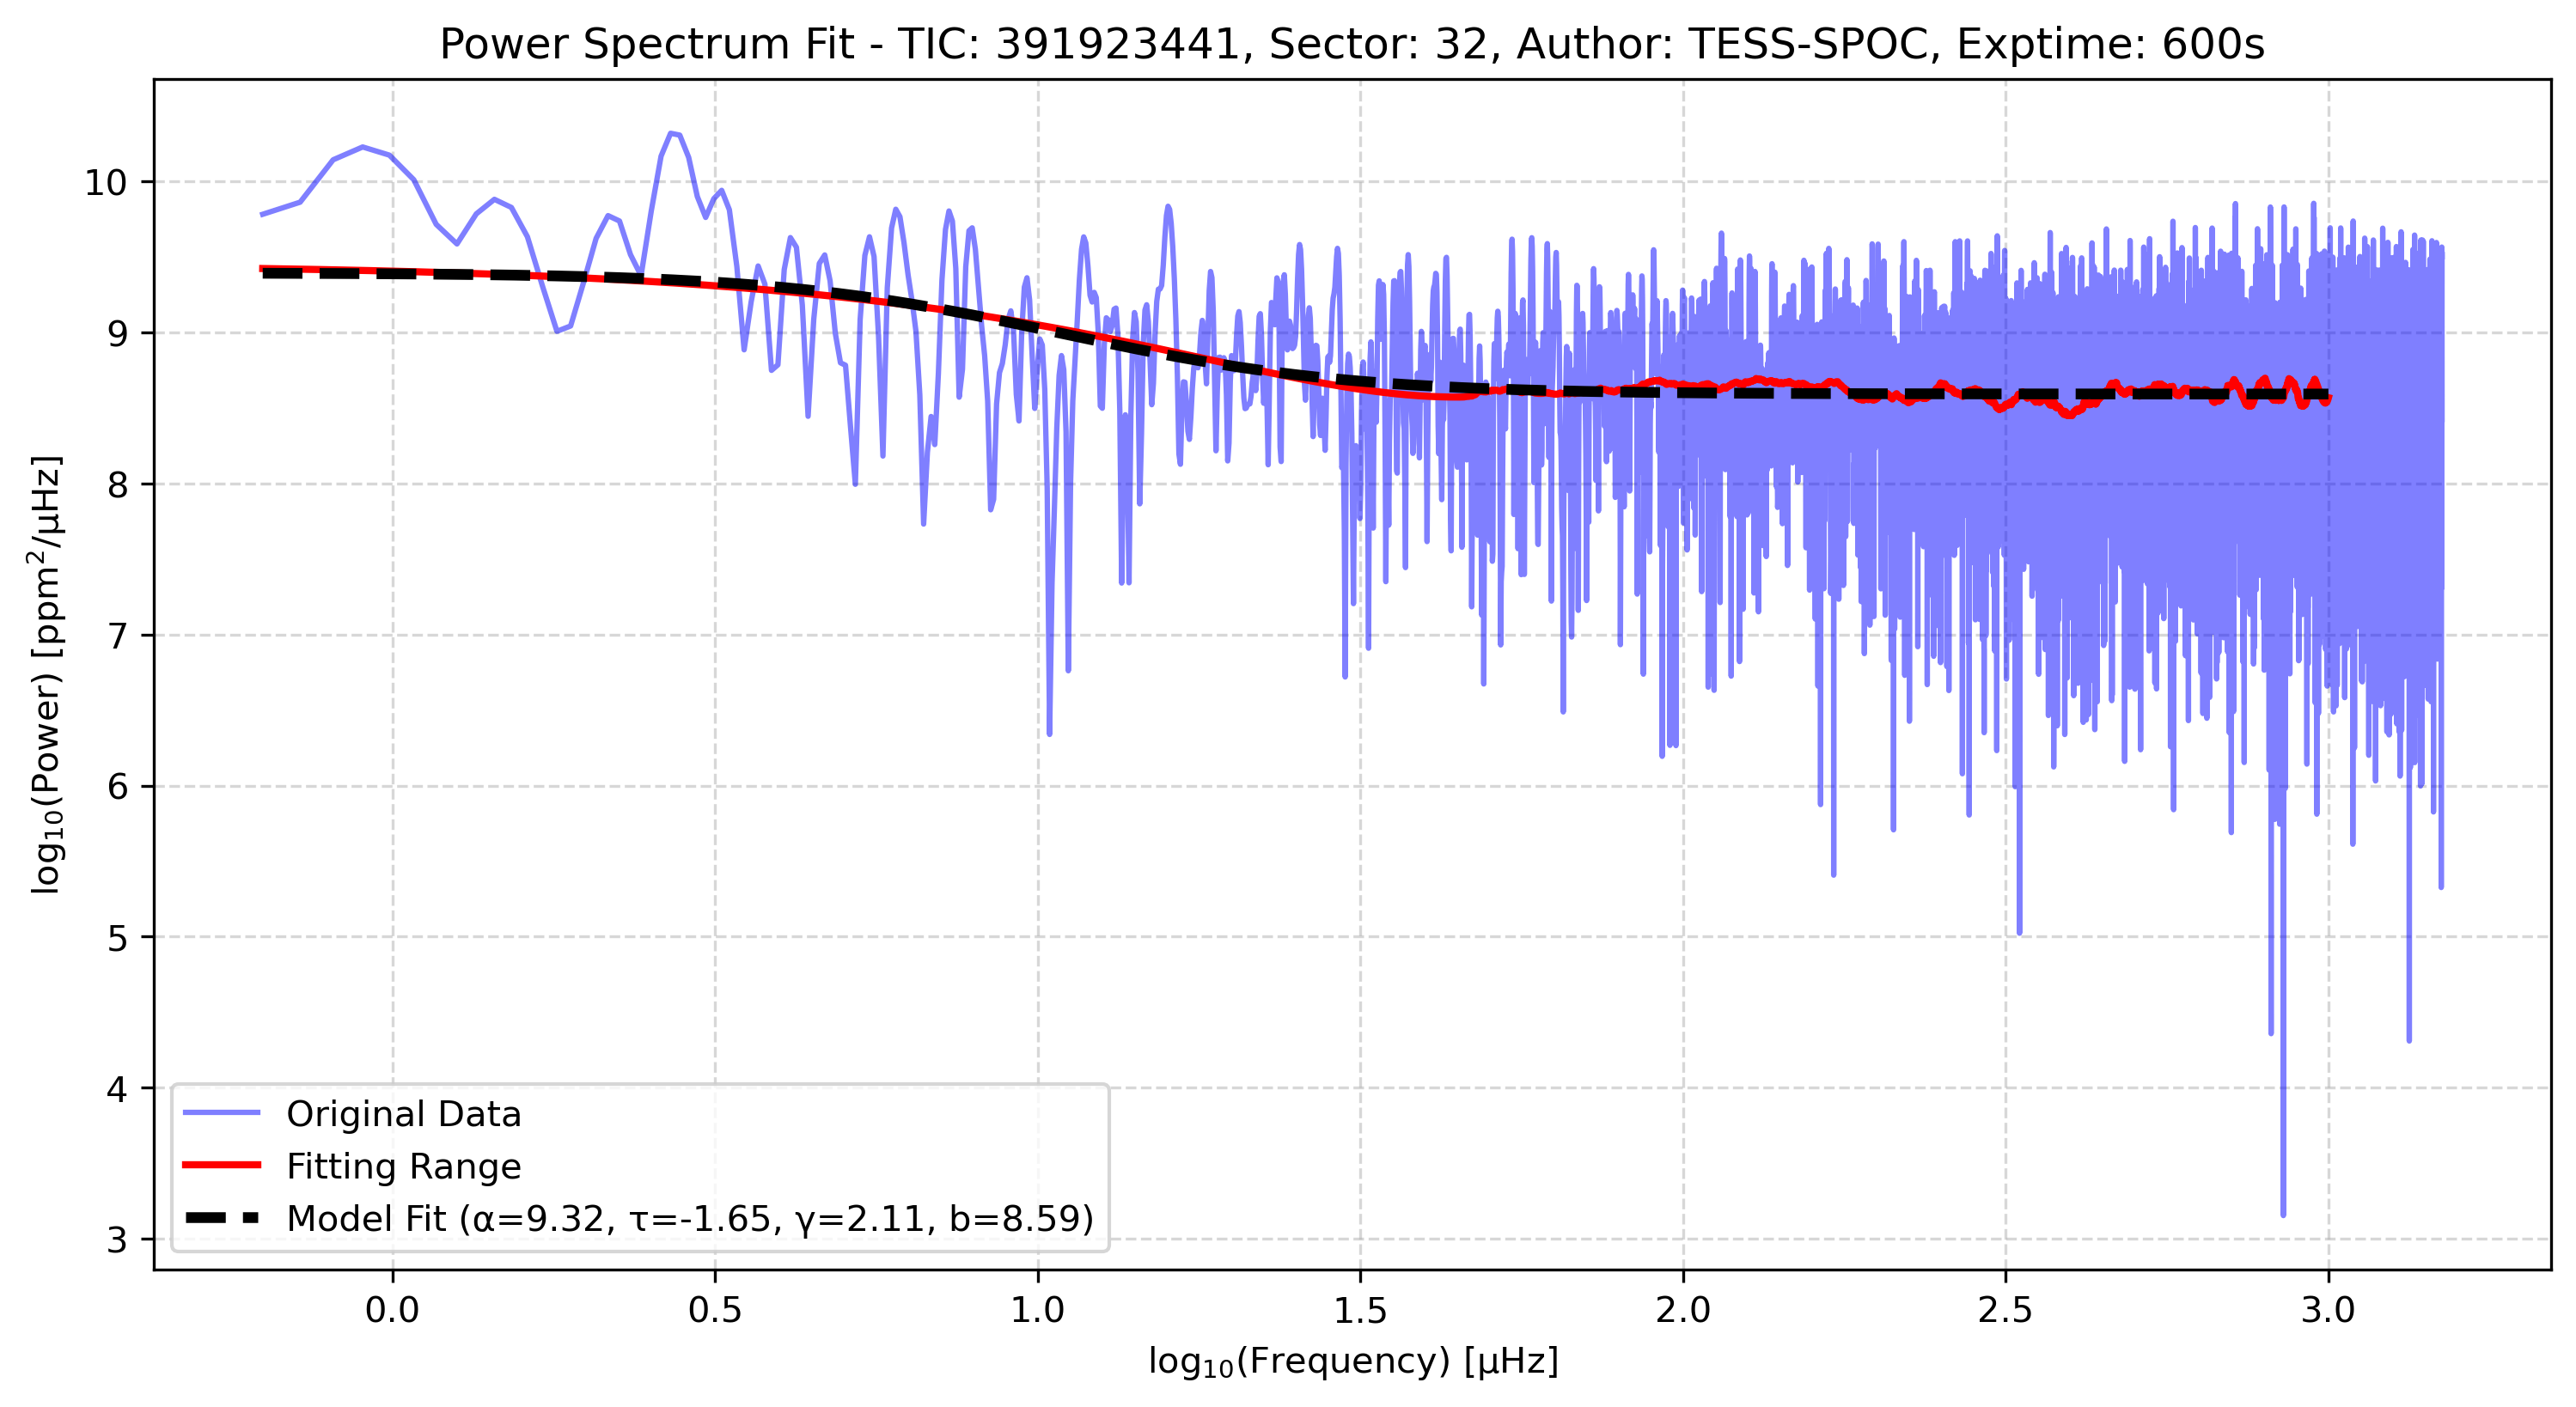 Power Spectrum Fit - TIC: 391923441, Sector: 32, Author: TESS-SPOC, Exptime: 600s
log₁₀(Power) [ppm²/μHz]
10
9
8
7
6
5
4
3
Original Data
Fitting Range
Model Fit (α=9.32, τ=-1.65, γ=2.11, b=8.59)
0.0 0.5 1.0 1.5 2.0 2.5 3.0
log₁₀(Frequency) [μHz]